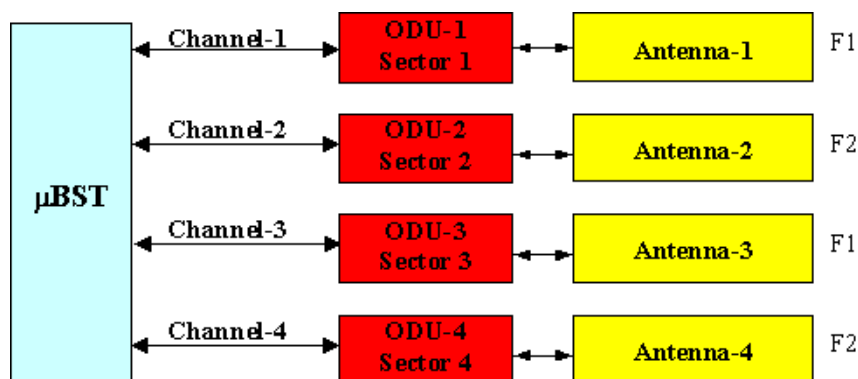 Channel-1
ODU-1
Sector 1
Antenna-1
F1
Channel-2
ODU-2
Sector 2
Antenna-2
F2
μBST
Channel-3
ODU-3
Sector 3
Antenna-3
F1
Channel-4
ODU-4
Sector 4
Antenna-4
F2